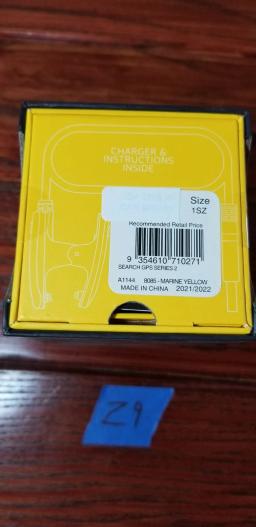 CHARGER &
INSTRUCTIONS
INSIDE
Size
1SZ
Recommended Retail Price
9 354610 710271
SEARCH GPS SERIES 2
A1144 8085 - MARINE YELLOW
MADE IN CHINA 2021/2022
Z9